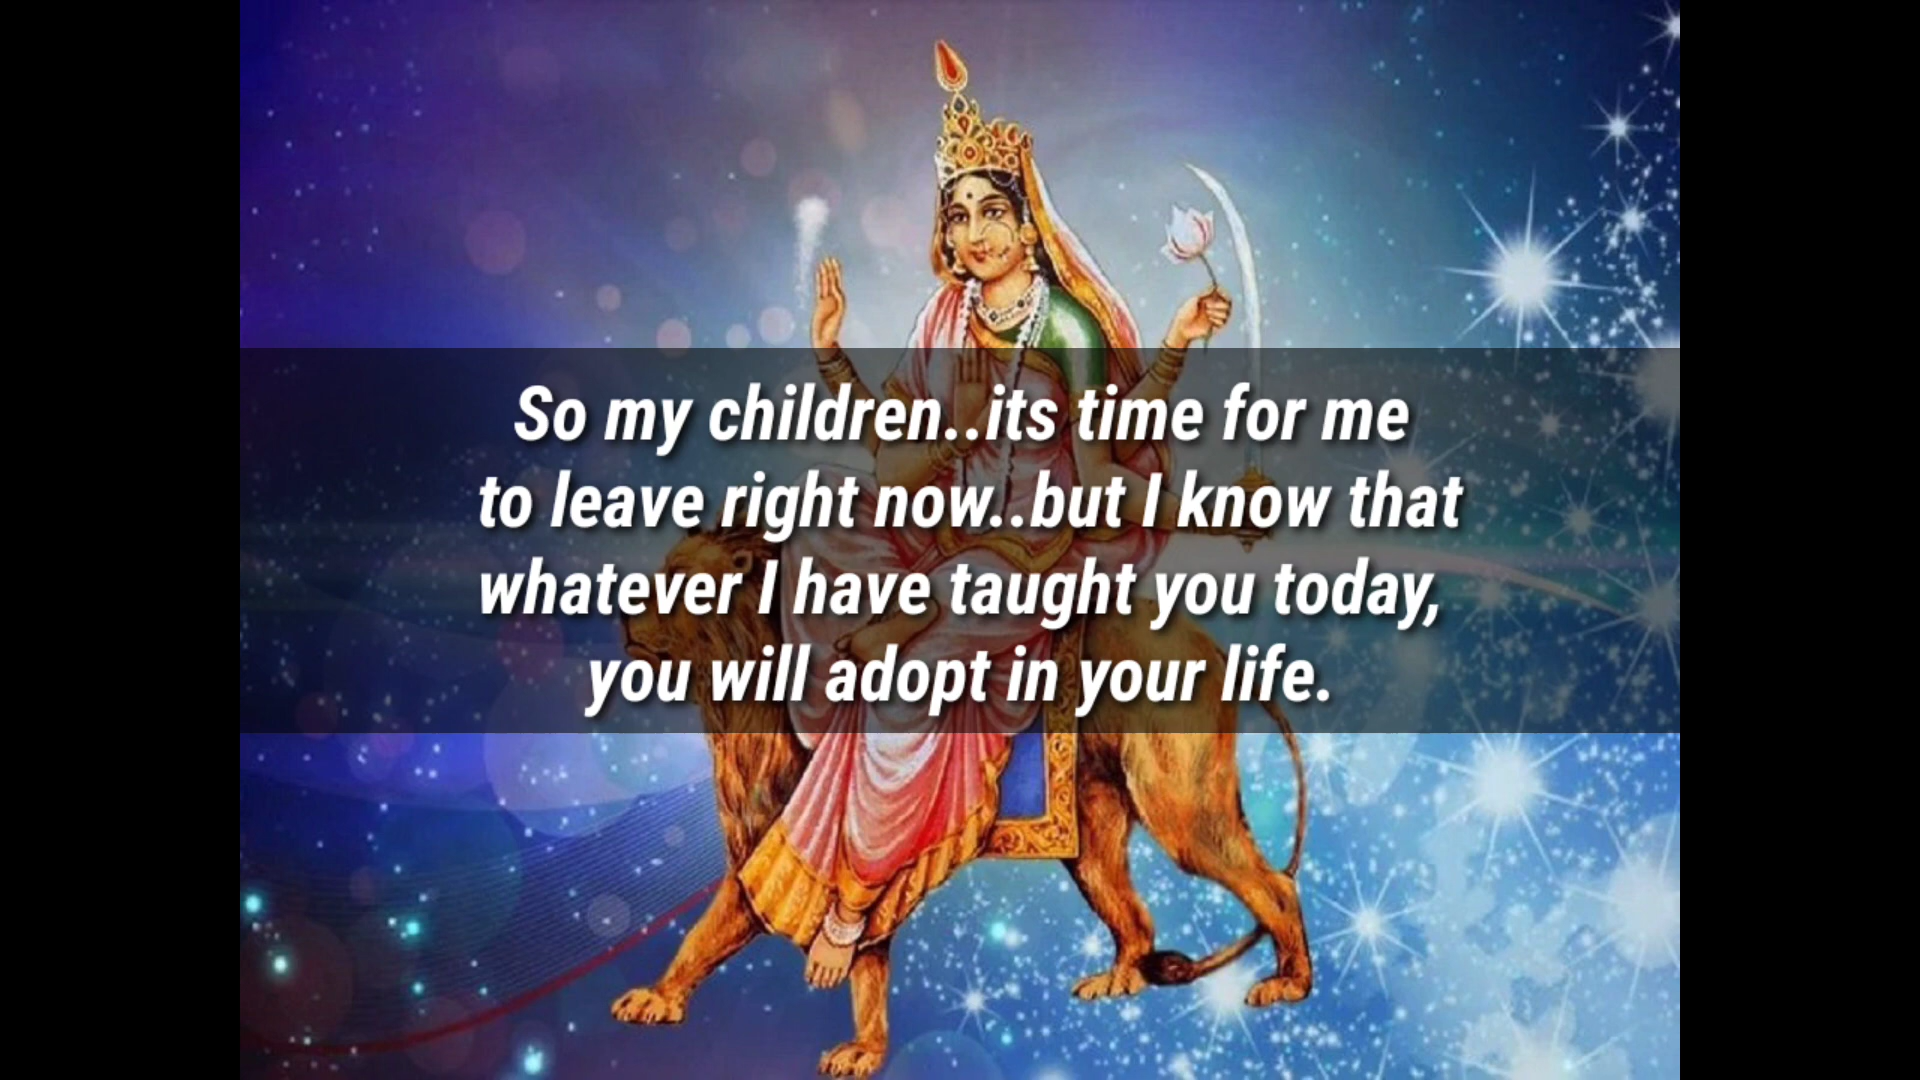 So my children..its time for me
to leave right now..but I know that
whatever I have taught you today,
you will adopt in your life.